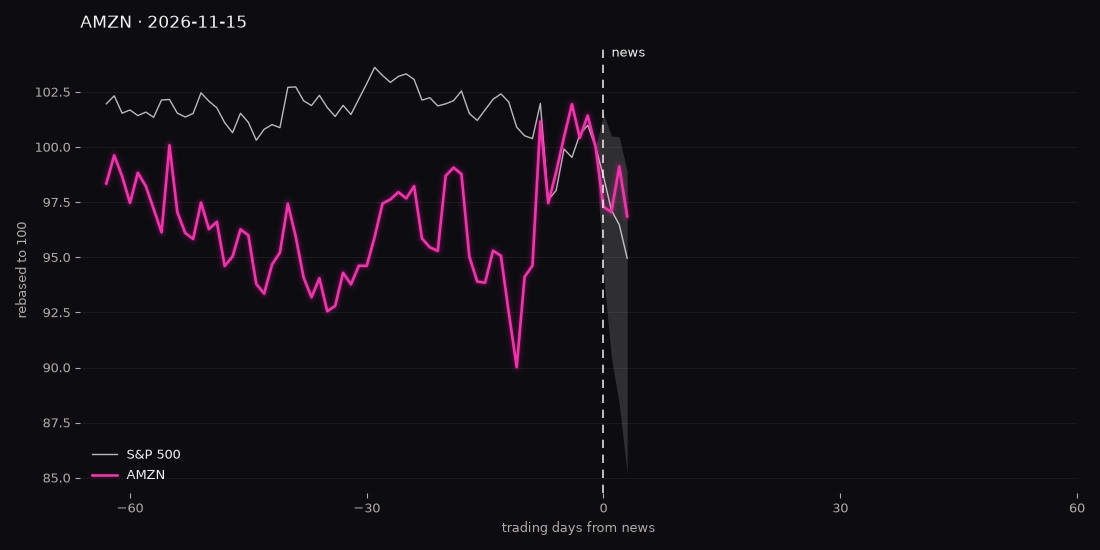 AMZN · 2026-11-15
news
102.5
100.0
97.5
95.0
92.5
90.0
87.5
85.0
rebased to 100
S&P 500
AMZN
−60
−30
0
30
60
trading days from news